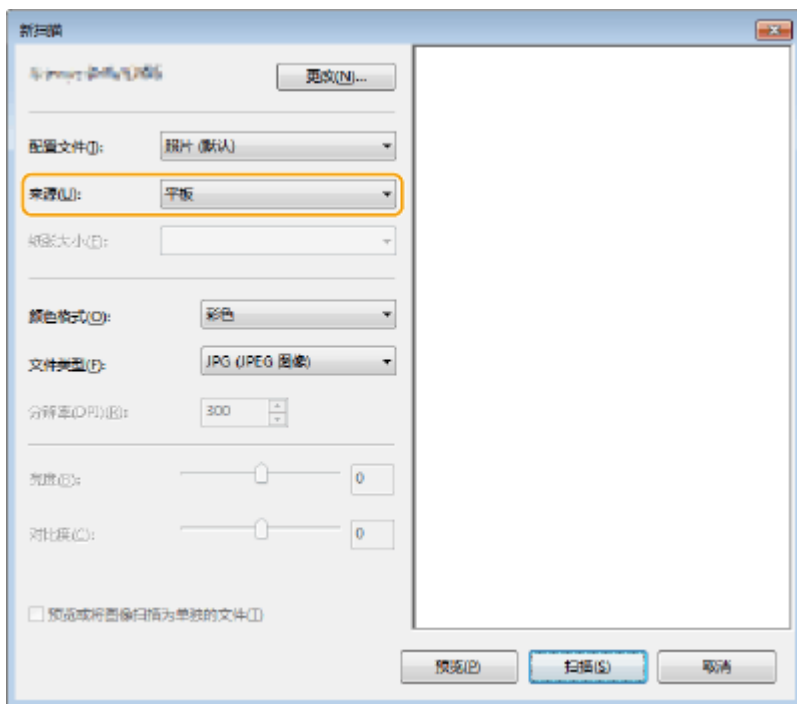 新扫描
更改(N)...
配置文件(I):
照片 (默认)
来源(U):
平板
纸张大小(E):
颜色格式(O):
彩色
文件类型(F):
JPG (JPEG 图像)
分辨率(DPI)(R):
300
亮度(B):
0
对比度(C):
0
预览或将图像扫描为单独的文件(I)
预览(P)
扫描(S)
取消